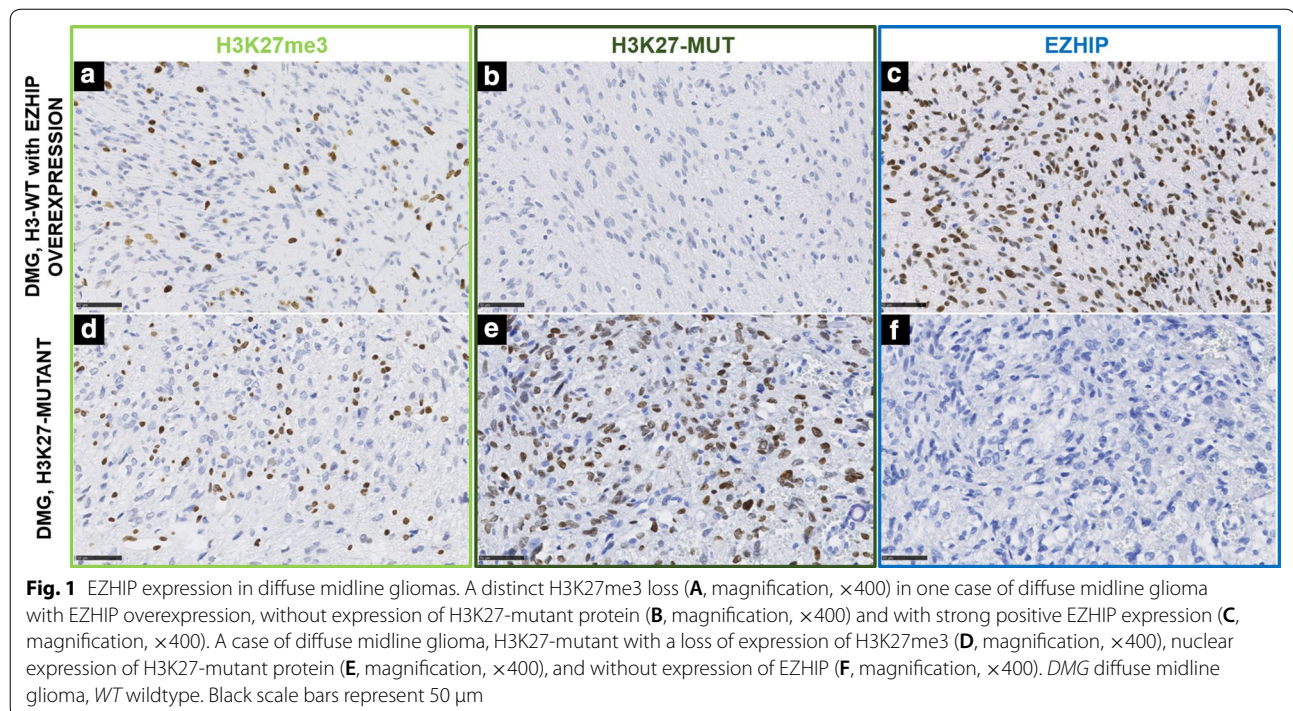 H3K27me3 H3K27-MUT EZHIP
DMG, H3-WT with EZHIP
OVEREXPRESSION
a b c
DMG, H3K27-MUTANT
d e f
Fig. 1 EZHIP expression in diffuse midline gliomas. A distinct H3K27me3 loss (A, magnification, ×400) in one case of diffuse midline glioma
with EZHIP overexpression, without expression of H3K27-mutant protein (B, magnification, ×400) and with strong positive EZHIP expression (C,
magnification, ×400). A case of diffuse midline glioma, H3K27-mutant with a loss of expression of H3K27me3 (D, magnification, ×400), nuclear
expression of H3K27-mutant protein (E, magnification, ×400), and without expression of EZHIP (F, magnification, ×400). DMG diffuse midline
glioma, WT wildtype. Black scale bars represent 50 μm